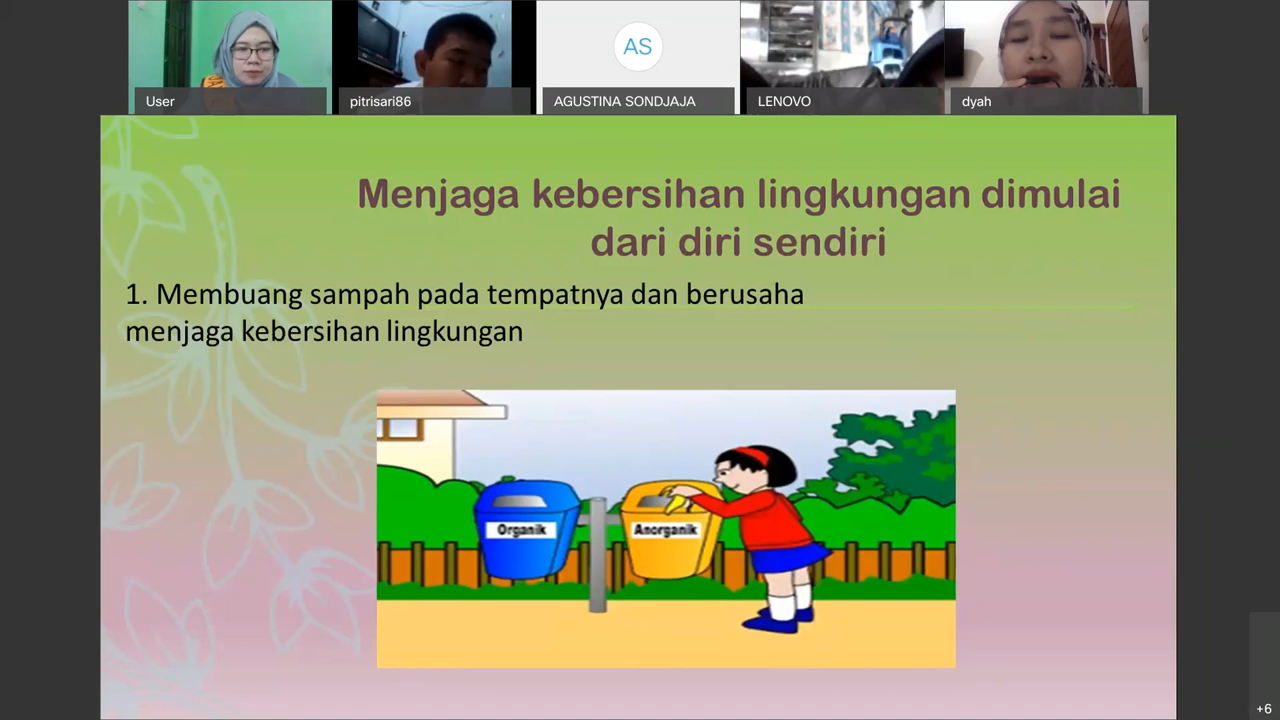 AS
User
pitrisari86
AGUSTINA SONDJAJA
LENOVO
dyah
Menjaga kebersihan lingkungan dimulai
dari diri sendiri
1. Membuang sampah pada tempatnya dan berusaha
menjaga kebersihan lingkungan
Organik
Anorganik
+6